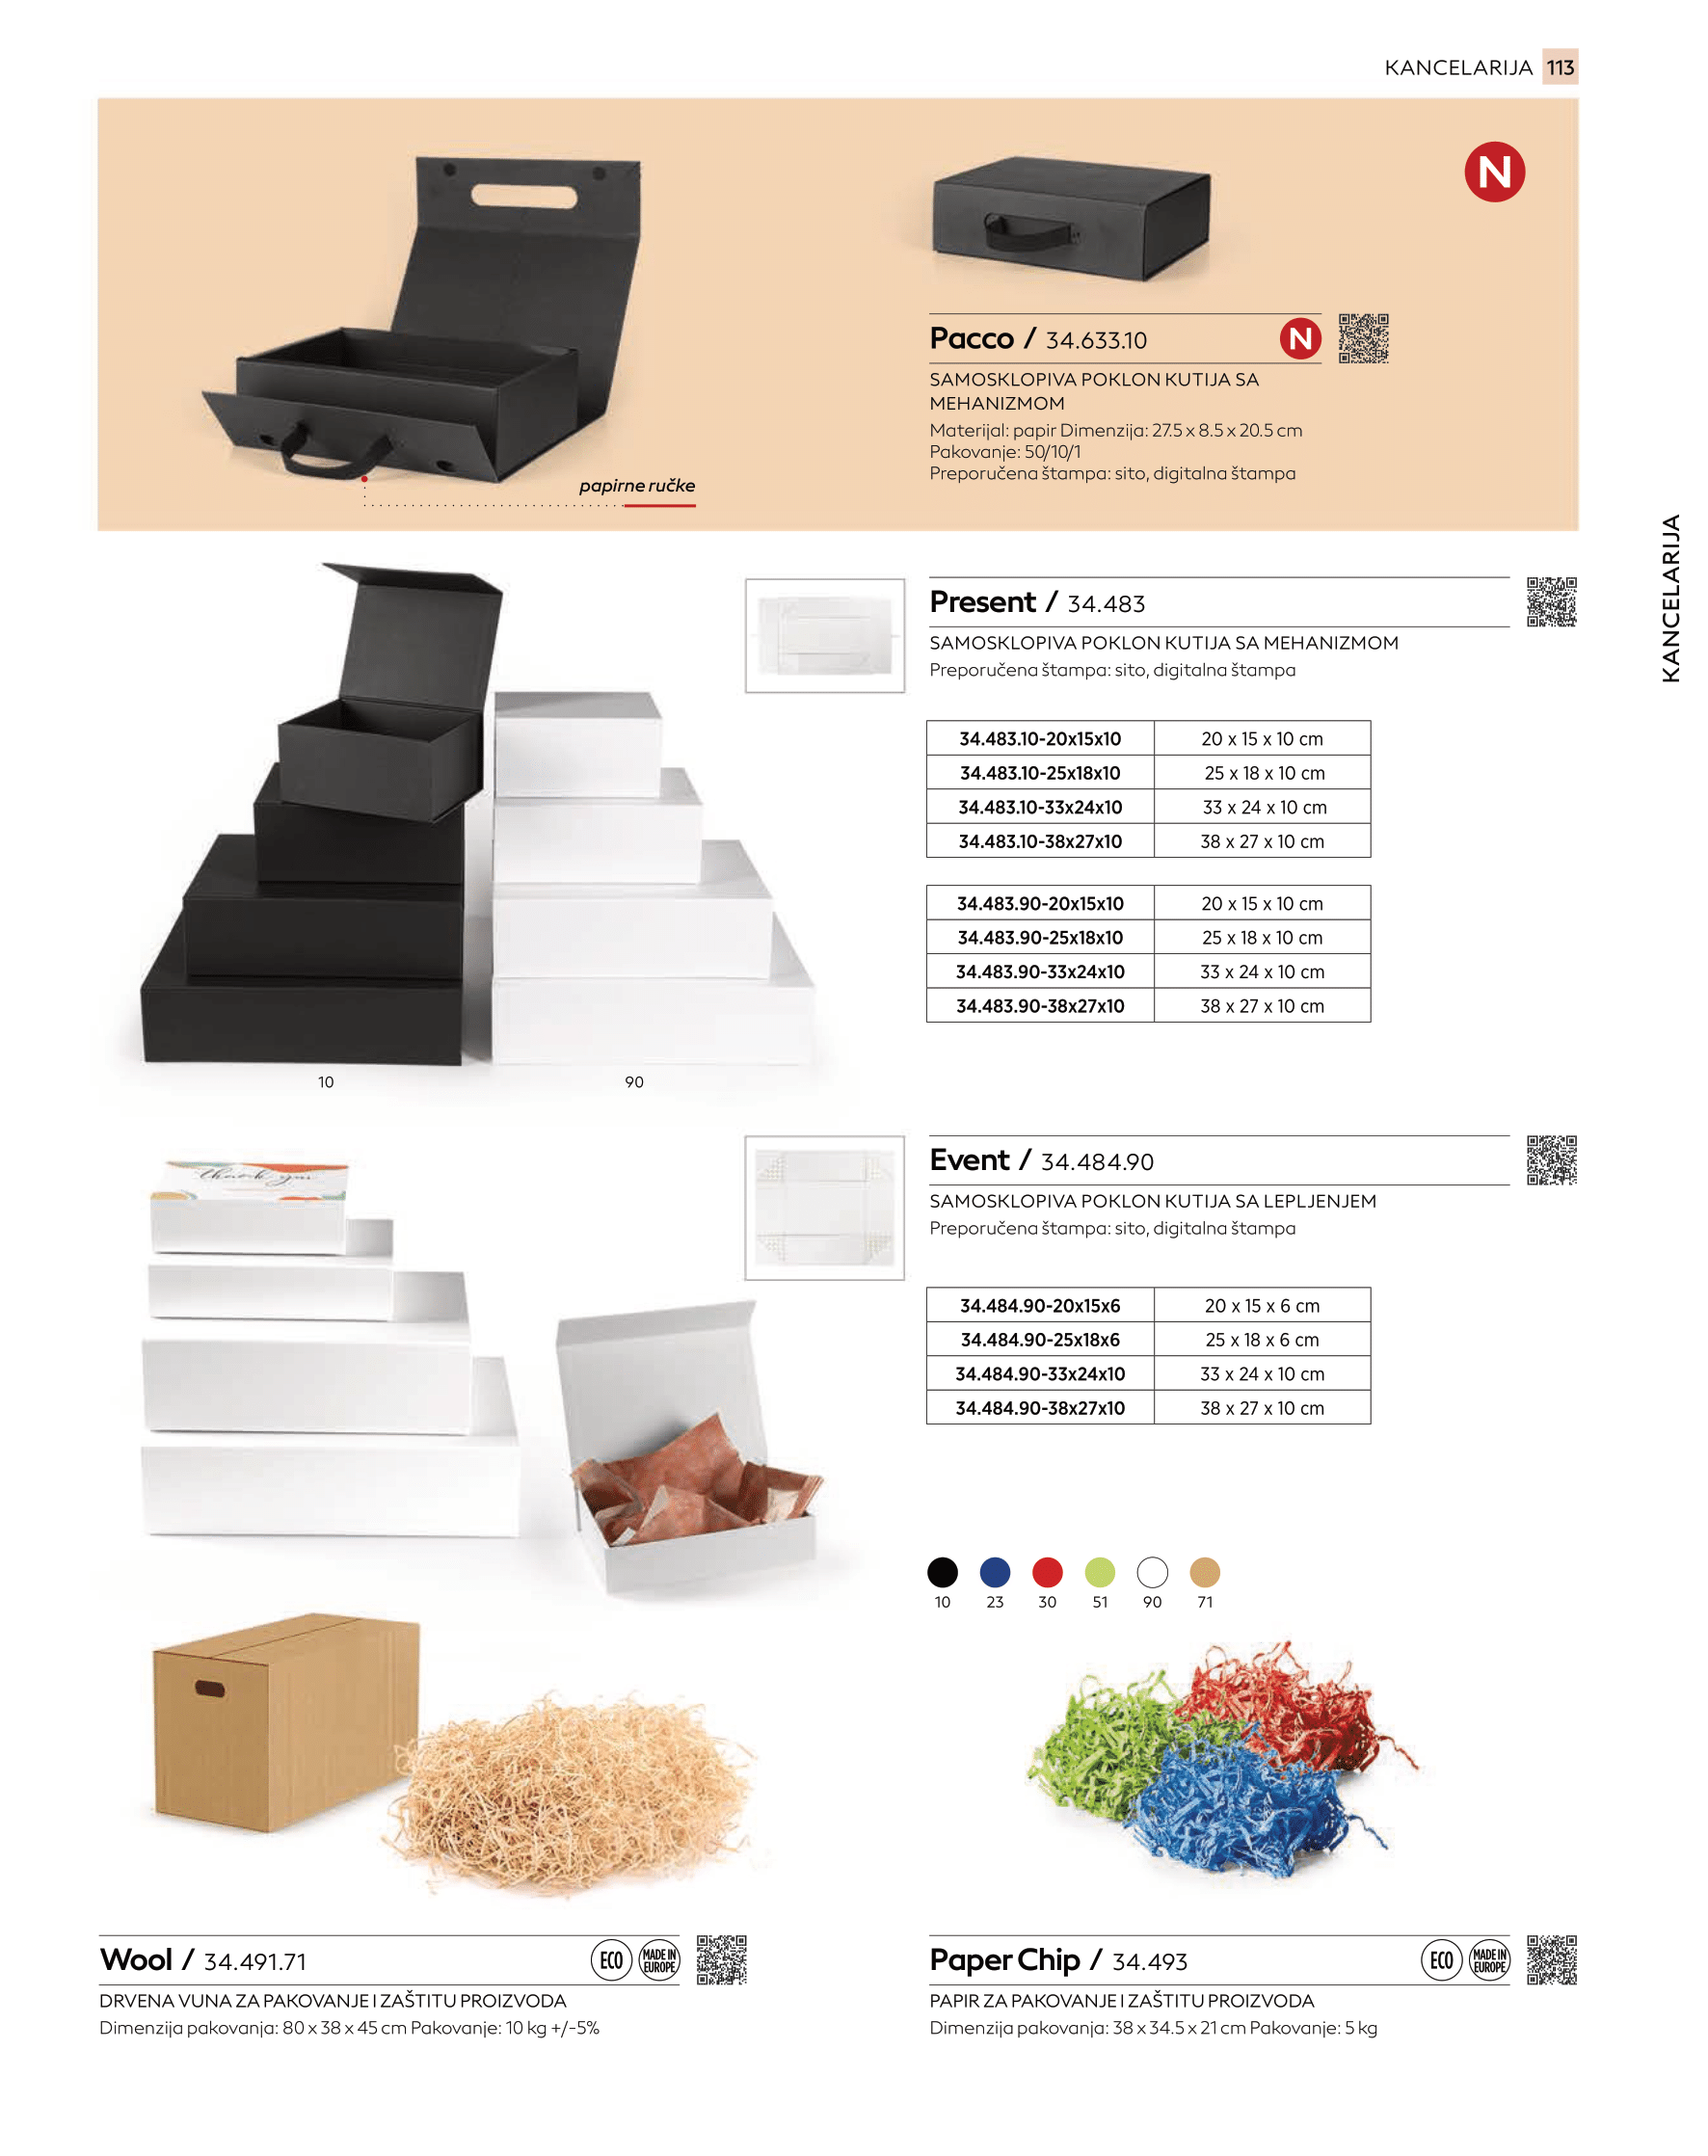 KANCELARIJA 113
N
Pacco / 34.633.10 N
SAMOSKLOPIVA POKLON KUTIJA SA
MEHANIZMOM
Materijal: papir Dimenzija: 27.5 x 8.5 x 20.5 cm
Pakovanje: 50/10/1
Preporučena štampa: sito, digitalna štampa
papirne ručke
KANCELARIJA
Present / 34.483
SAMOSKLOPIVA POKLON KUTIJA SA MEHANIZMOM
Preporučena štampa: sito, digitalna štampa
34.483.10-20x15x10 20 x 15 x 10 cm
34.483.10-25x18x10 25 x 18 x 10 cm
34.483.10-33x24x10 33 x 24 x 10 cm
34.483.10-38x27x10 38 x 27 x 10 cm
34.483.90-20x15x10 20 x 15 x 10 cm
34.483.90-25x18x10 25 x 18 x 10 cm
34.483.90-33x24x10 33 x 24 x 10 cm
34.483.90-38x27x10 38 x 27 x 10 cm
10 90
thank you
Event / 34.484.90
SAMOSKLOPIVA POKLON KUTIJA SA LEPLJENJEM
Preporučena štampa: sito, digitalna štampa
34.484.90-20x15x6 20 x 15 x 6 cm
34.484.90-25x18x6 25 x 18 x 6 cm
34.484.90-33x24x10 33 x 24 x 10 cm
34.484.90-38x27x10 38 x 27 x 10 cm
10 23 30 51 90 71
Wool / 34.491.71 ECO MADE IN EUROPE
DRVENA VUNA ZA PAKOVANJE I ZAŠTITU PROIZVODA
Dimenzija pakovanja: 80 x 38 x 45 cm Pakovanje: 10 kg +/-5%
Paper Chip / 34.493 ECO MADE IN EUROPE
PAPIR ZA PAKOVANJE I ZAŠTITU PROIZVODA
Dimenzija pakovanja: 38 x 34.5 x 21 cm Pakovanje: 5 kg